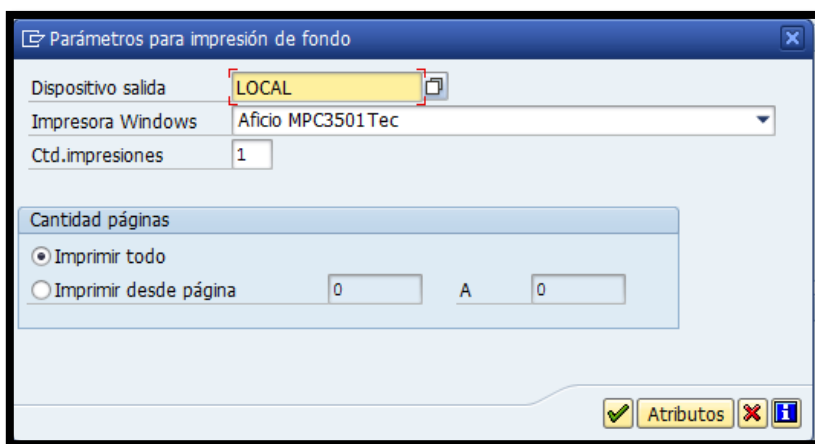 Parámetros para impresión de fondo
Dispositivo salida LOCAL
Impresora Windows Aficio MPC3501Tec
Ctd.impresiones 1
Cantidad páginas
Imprimir todo
Imprimir desde página 0 A 0
Atributos